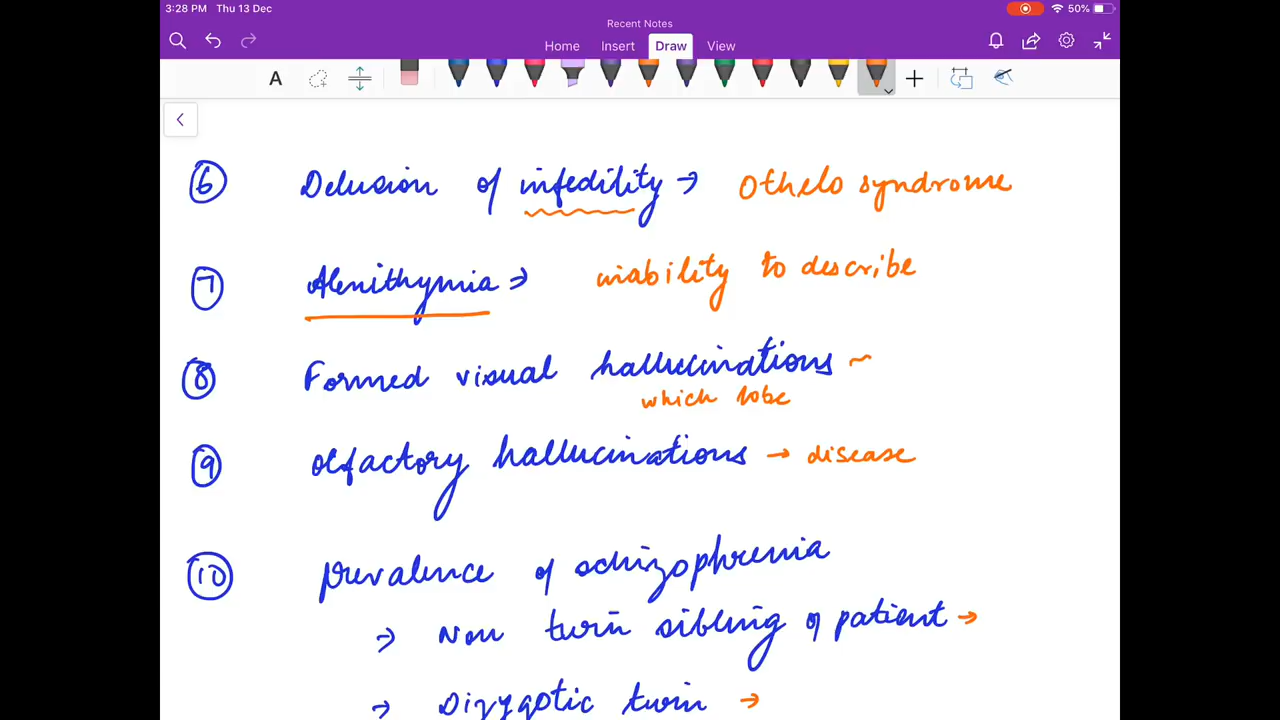 3:28 PM Thu 13 Dec 50%
Recent Notes
Home Insert Draw View
A
6 Delusion of infedility → Othelo syndrome
7 Alenithymia → inability to describe
8 Formed visual hallucinations ~
which lobe
9 olfactory hallucinations → disease
10 prevalence of schizophrenia
⇒ Non twin sibling of patient →
⇒ Dizygotic twin →